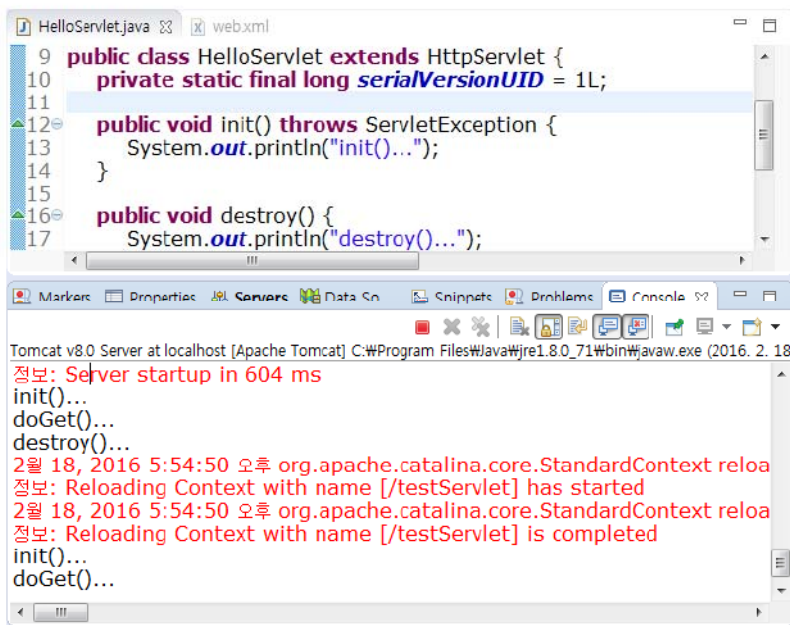 HelloServlet.java web.xml
9 public class HelloServlet extends HttpServlet {
10 private static final long serialVersionUID = 1L;
11
12 public void init() throws ServletException {
13 System.out.println("init()...");
14 }
15
16 public void destroy() {
17 System.out.println("destroy()...");
Markers Properties Servers Data So Snippets Problems Console
Tomcat v8.0 Server at localhost [Apache Tomcat] C:₩Program Files₩Java₩jre1.8.0_71₩bin₩javaw.exe (2016. 2. 18
정보: Server startup in 604 ms
init()...
doGet()...
destroy()...
2월 18, 2016 5:54:50 오후 org.apache.catalina.core.StandardContext reloa
정보: Reloading Context with name [/testServlet] has started
2월 18, 2016 5:54:50 오후 org.apache.catalina.core.StandardContext reloa
정보: Reloading Context with name [/testServlet] is completed
init()...
doGet()...